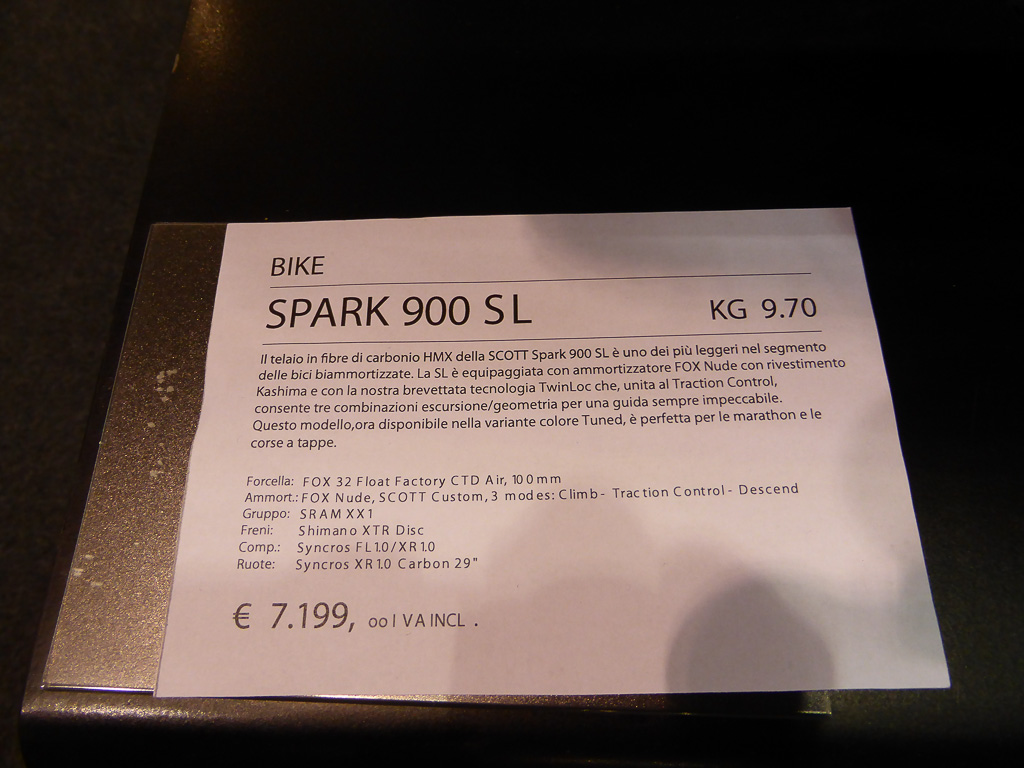 BIKE
SPARK 900 SL KG 9.70
Il telaio in fibre di carbonio HMX della SCOTT Spark 900 SL è uno dei più leggeri nel segmento
delle bici biammortizzate. La SL è equipaggiata con ammortizzatore FOX Nude con rivestimento
Kashima e con la nostra brevettata tecnologia TwinLoc che, unita al Traction Control,
consente tre combinazioni escursione/geometria per una guida sempre impeccabile.
Questo modello,ora disponibile nella variante colore Tuned, è perfetta per le marathon e le
corse a tappe.
Forcella: FOX 32 Float Factory CTD Air, 100 mm
Ammort.: FOX Nude, SCOTT Custom, 3 modes: Climb - Traction Control - Descend
Gruppo: SRAM XX1
Freni: Shimano XTR Disc
Comp.: Syncros FL1.0/XR1.0
Ruote: Syncros XR1.0 Carbon 29"
€ 7.199, oo IVA INCL .